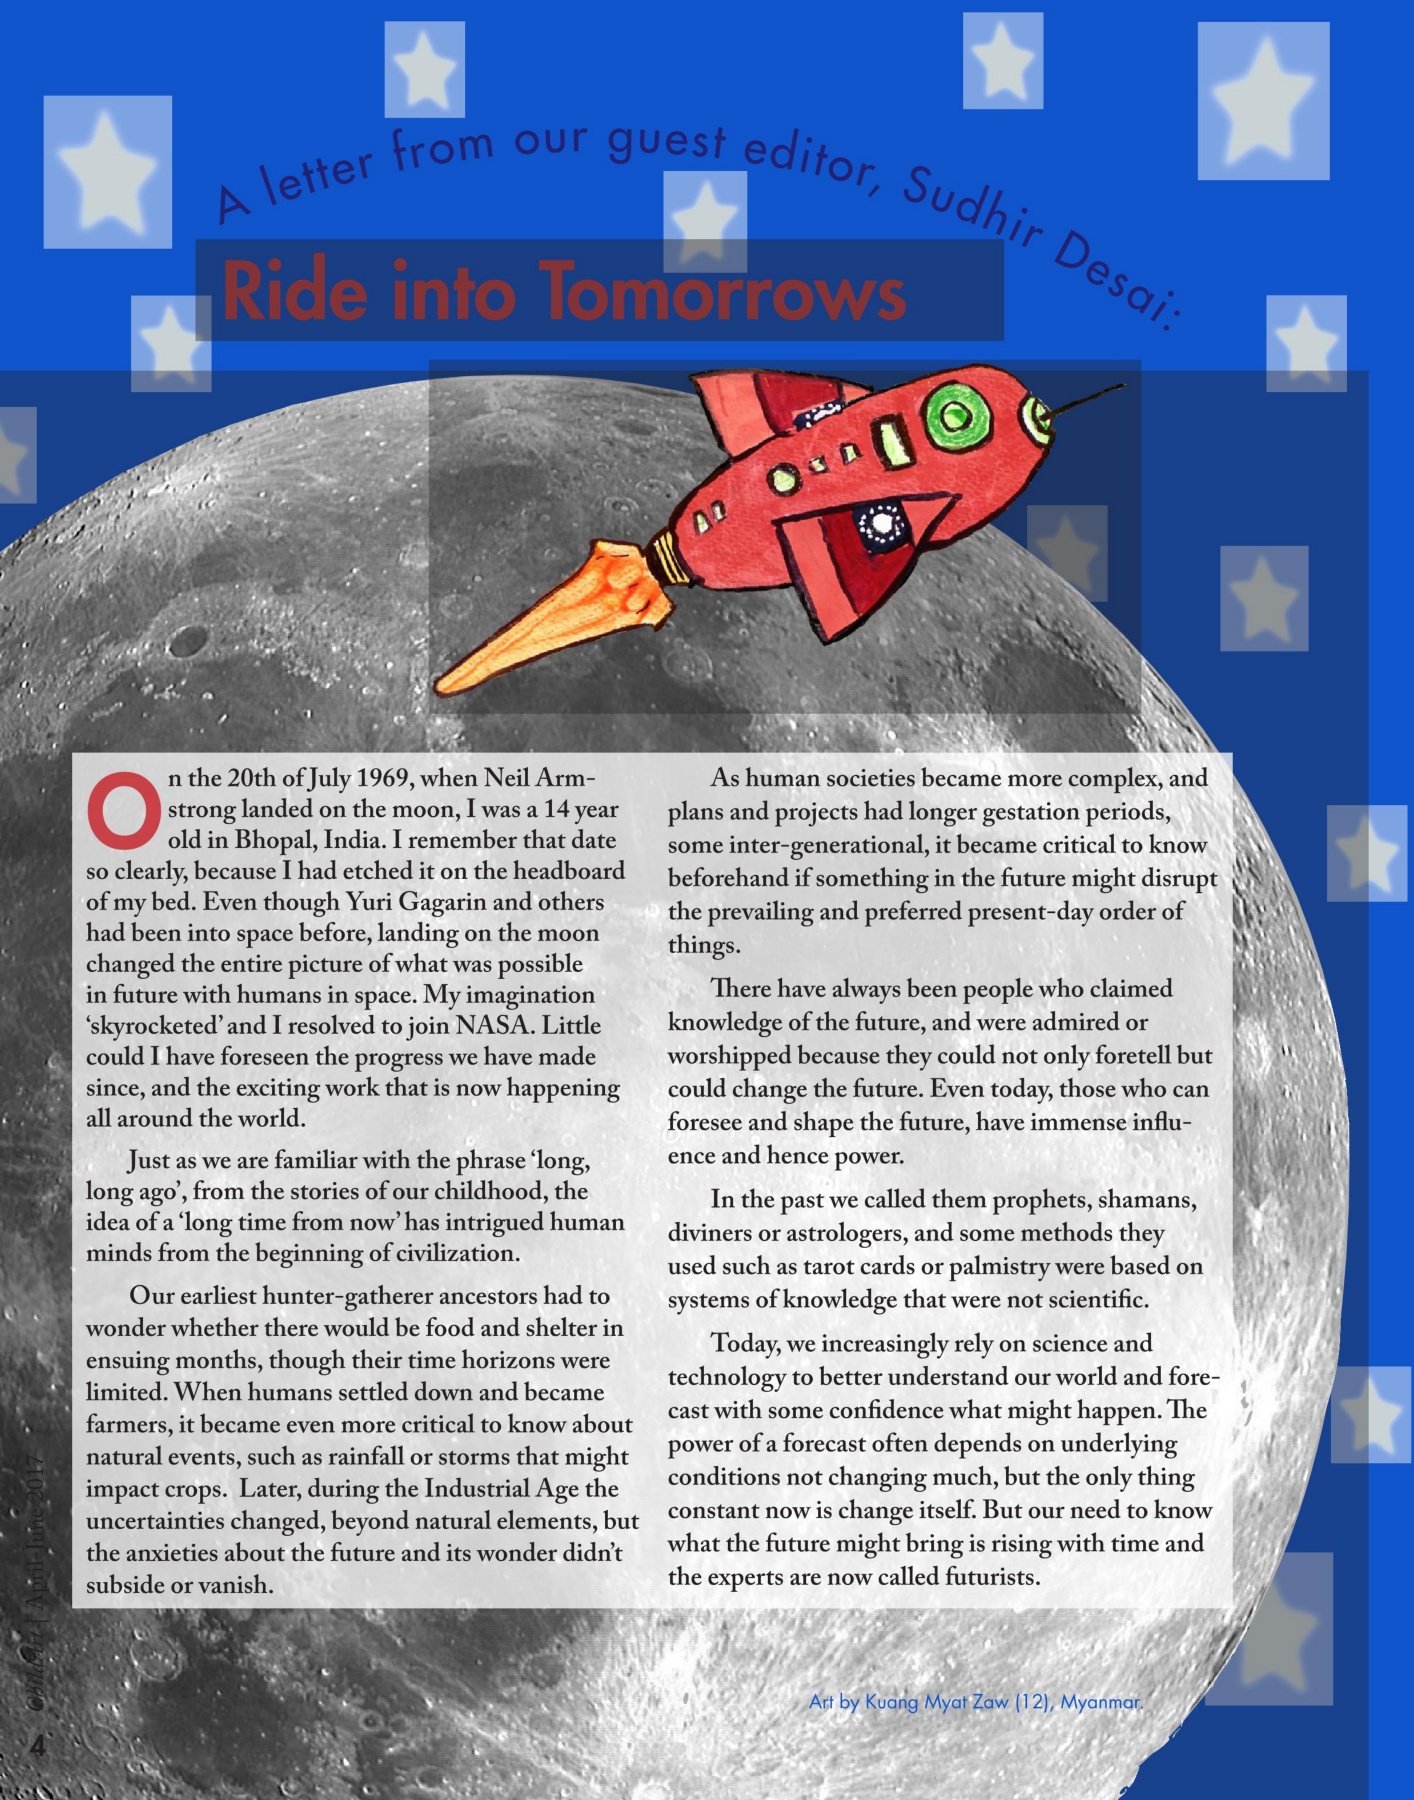 A letter from our guest editor, Sudhir Desai:
Ride into Tomorrows
On the 20th of July 1969, when Neil Arm-
strong landed on the moon, I was a 14 year
old in Bhopal, India. I remember that date
so clearly, because I had etched it on the headboard
of my bed. Even though Yuri Gagarin and others
had been into space before, landing on the moon
changed the entire picture of what was possible
in future with humans in space. My imagination
‘skyrocketed’ and I resolved to join NASA. Little
could I have foreseen the progress we have made
since, and the exciting work that is now happening
all around the world.
Just as we are familiar with the phrase ‘long,
long ago’, from the stories of our childhood, the
idea of a ‘long time from now’ has intrigued human
minds from the beginning of civilization.
Our earliest hunter-gatherer ancestors had to
wonder whether there would be food and shelter in
ensuing months, though their time horizons were
limited. When humans settled down and became
farmers, it became even more critical to know about
natural events, such as rainfall or storms that might
impact crops.  Later, during the Industrial Age the
uncertainties changed, beyond natural elements, but
the anxieties about the future and its wonder didn’t
subside or vanish.
As human societies became more complex, and
plans and projects had longer gestation periods,
some inter-generational, it became critical to know
beforehand if something in the future might disrupt
the prevailing and preferred present-day order of
things.
There have always been people who claimed
knowledge of the future, and were admired or
worshipped because they could not only foretell but
could change the future. Even today, those who can
foresee and shape the future, have immense influ-
ence and hence power.
In the past we called them prophets, shamans,
diviners or astrologers, and some methods they
used such as tarot cards or palmistry were based on
systems of knowledge that were not scientific.
Today, we increasingly rely on science and
technology to better understand our world and fore-
cast with some confidence what might happen. The
power of a forecast often depends on underlying
conditions not changing much, but the only thing
constant now is change itself. But our need to know
what the future might bring is rising with time and
the experts are now called futurists.
Art by Kuang Myat Zaw (12), Myanmar.
4 ChildArt | April-June 2017